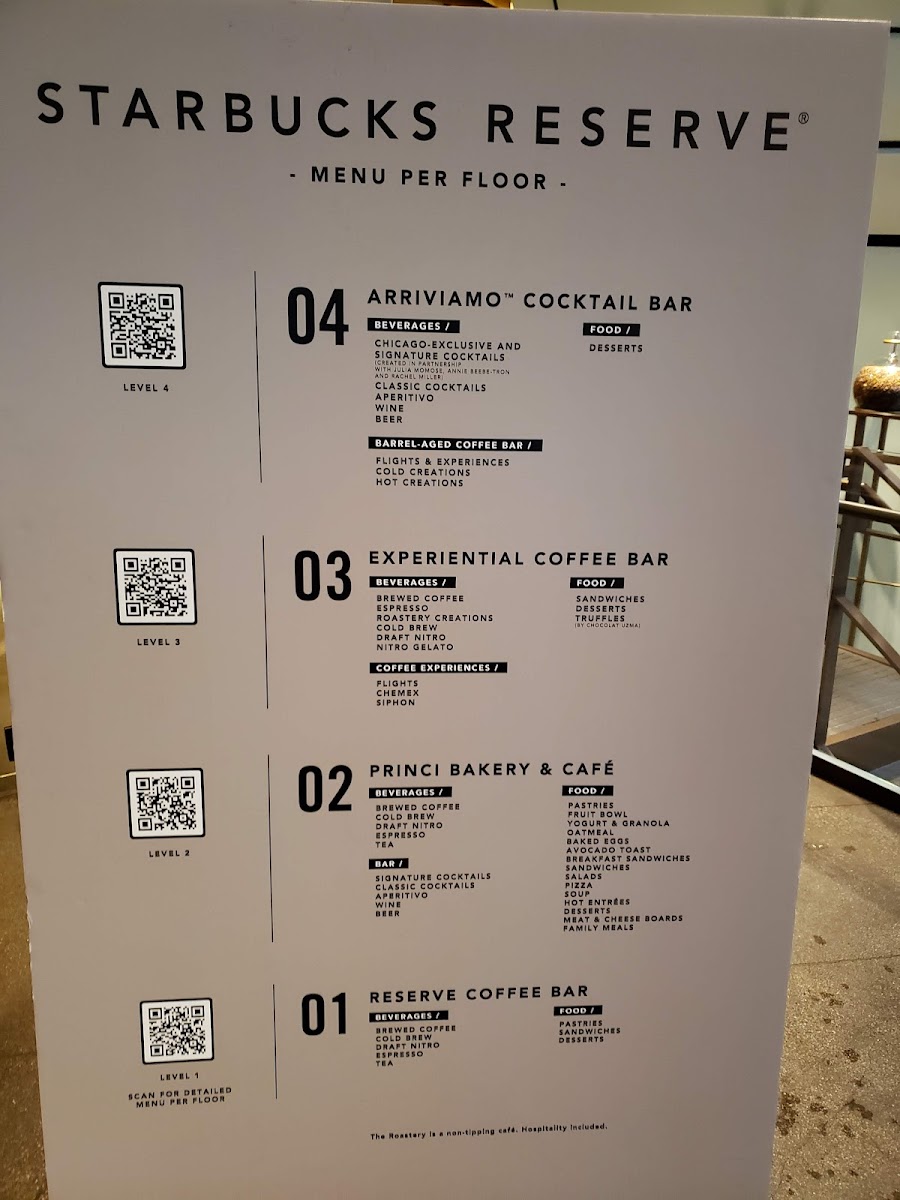 STARBUCKS RESERVE®
- MENU PER FLOOR -
LEVEL 4
04
ARRIVIAMO™ COCKTAIL BAR
BEVERAGES /
CHICAGO-EXCLUSIVE AND
SIGNATURE COCKTAILS
(CREATED IN PARTNERSHIP
WITH JULIA MOMOSE, ANNIE BEEBE-TRON
AND RACHEL MILLER)
CLASSIC COCKTAILS
APERITIVO
WINE
BEER
BARREL-AGED COFFEE BAR /
FLIGHTS & EXPERIENCES
COLD CREATIONS
HOT CREATIONS
FOOD /
DESSERTS
LEVEL 3
03
EXPERIENTIAL COFFEE BAR
BEVERAGES /
BREWED COFFEE
ESPRESSO
ROASTERY CREATIONS
COLD BREW
DRAFT NITRO
NITRO GELATO
COFFEE EXPERIENCES /
FLIGHTS
CHEMEX
SIPHON
FOOD /
SANDWICHES
DESSERTS
TRUFFLES
(BY CHOCOLAT UZMA)
LEVEL 2
02
PRINCI BAKERY & CAFÉ
BEVERAGES /
BREWED COFFEE
COLD BREW
DRAFT NITRO
ESPRESSO
TEA
BAR /
SIGNATURE COCKTAILS
CLASSIC COCKTAILS
APERITIVO
WINE
BEER
FOOD /
PASTRIES
FRUIT BOWL
YOGURT & GRANOLA
OATMEAL
BAKED EGGS
AVOCADO TOAST
BREAKFAST SANDWICHES
SANDWICHES
SALADS
PIZZA
SOUP
HOT ENTRÉES
DESSERTS
MEAT & CHEESE BOARDS
FAMILY MEALS
LEVEL 1
SCAN FOR DETAILED
MENU PER FLOOR
01
RESERVE COFFEE BAR
BEVERAGES /
BREWED COFFEE
COLD BREW
DRAFT NITRO
ESPRESSO
TEA
FOOD /
PASTRIES
SANDWICHES
DESSERTS
The Roastery is a non-tipping café. Hospitality included.